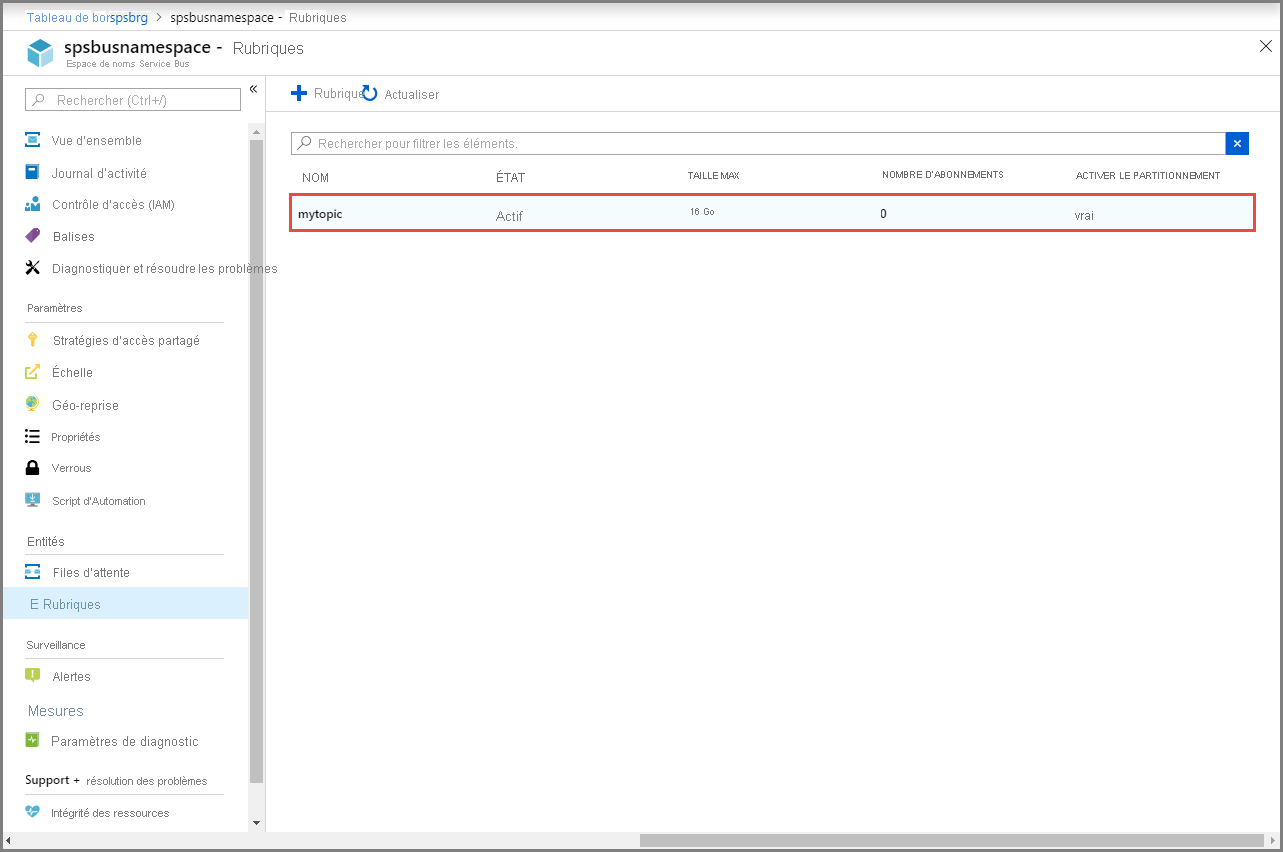 Tableau de borspsbrg > spsbusnamespace - Rubriques
spsbusnamespace - Rubriques
Espace de noms Service Bus
Rechercher (Ctrl+/)
«
Vue d'ensemble
Journal d'activité
Contrôle d'accès (IAM)
Balises
Diagnostiquer et résoudre les problèmes
Paramètres
Stratégies d'accès partagé
Échelle
Géo-reprise
Propriétés
Verrous
Script d'Automation
Entités
Files d'attente
E Rubriques
Surveillance
Alertes
Mesures
Paramètres de diagnostic
Support + résolution des problèmes
Intégrité des ressources
Rubrique Actualiser
Rechercher pour filtrer les éléments.
NOM ÉTAT TAILLE MAX NOMBRE D'ABONNEMENTS ACTIVER LE PARTITIONNEMENT
mytopic Actif 16 Go 0 vrai